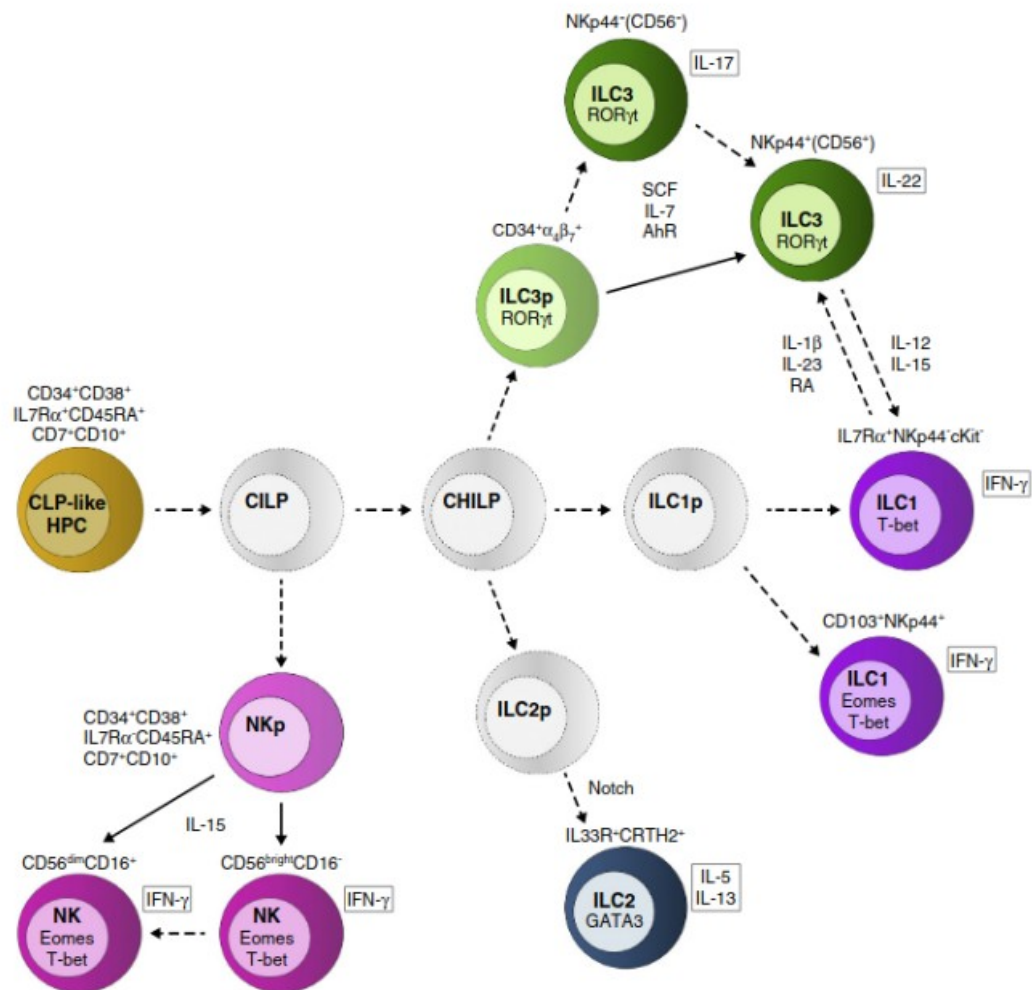 NKp44⁻(CD56⁻)
IL-17
ILC3
RORγt
NKp44⁺(CD56⁺)
IL-22
ILC3
RORγt
SCF
IL-7
AhR
CD34⁺α₄β₇⁺
ILC3p
RORγt
IL-1β
IL-23
RA
IL-12
IL-15
CD34⁺CD38⁺
IL7Rα⁺CD45RA⁺
CD7⁺CD10⁺
CLP-like
HPC
CILP
CHILP
ILC1p
IL7Rα⁺NKp44⁻cKit⁻
IFN-γ
ILC1
T-bet
CD103⁺NKp44⁺
IFN-γ
ILC1
Eomes
T-bet
CD34⁺CD38⁺
IL7Rα⁻CD45RA⁺
CD7⁺CD10⁺
NKp
ILC2p
Notch
IL-15
IL33R⁺CRTH2⁺
IL-5
IL-13
ILC2
GATA3
CD56ᵈⁱᵐCD16⁺
IFN-γ
NK
Eomes
T-bet
CD56ᵇʳⁱᵍʰᵗCD16⁻
IFN-γ
NK
Eomes
T-bet